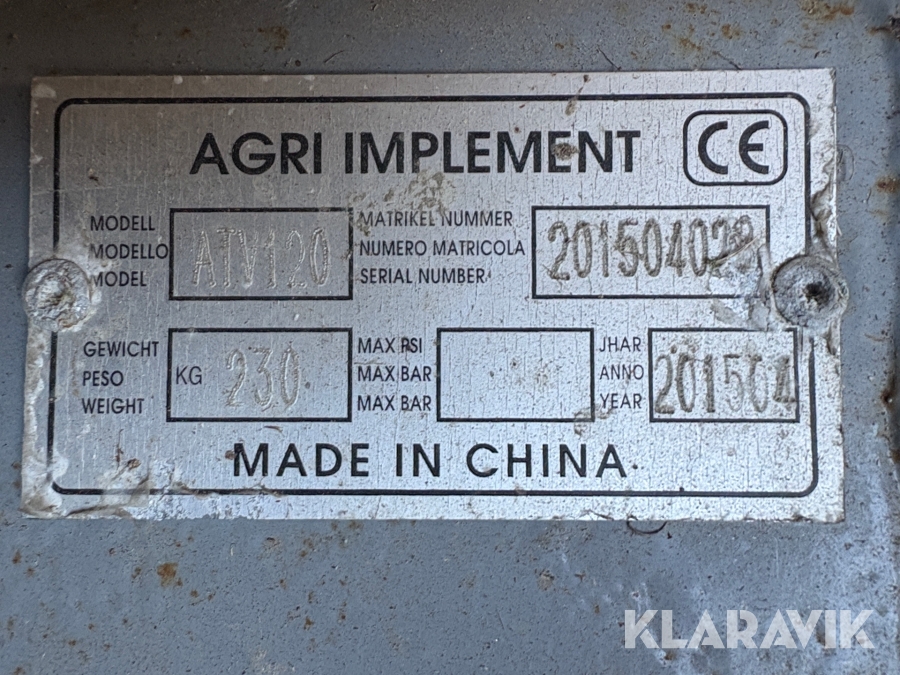 AGRI IMPLEMENT CE
MODELL
MODELLO
MODEL
ATV120
MATRIKEL NUMMER
NUMERO MATRICOLA
SERIAL NUMBER
201504028
GEWICHT
PESO
WEIGHT
KG 230
MAX PSI
MAX BAR
MAX BAR
JHAR
ANNO
YEAR
201504
MADE IN CHINA
KLARAVIK